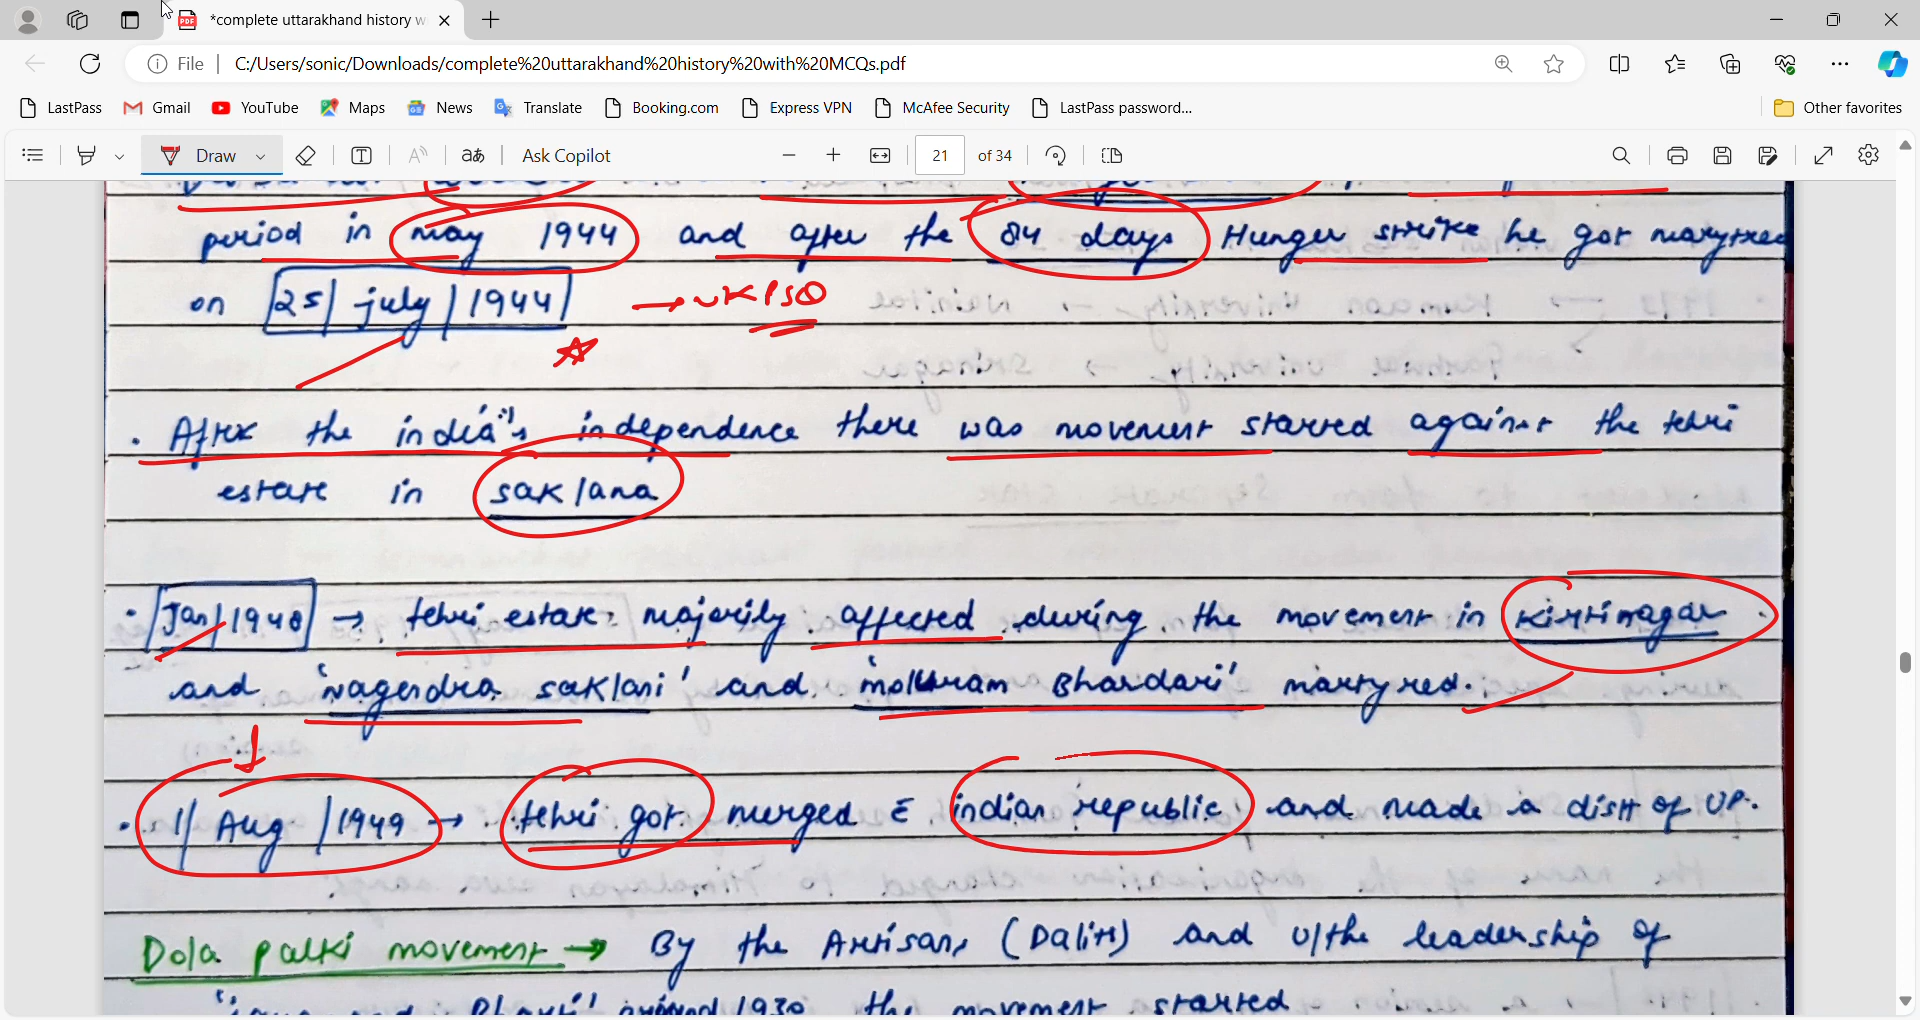 *complete uttarakhand history w
File C:/Users/sonic/Downloads/complete%20uttarakhand%20history%20with%20MCQs.pdf
LastPass Gmail YouTube Maps News Translate Booking.com Express VPN McAfee Security LastPass password... Other favorites
Draw Ask Copilot 21 of 34
period in may 1944 and after the 84 days Hunger strike he got martyred
on 25/ july / 1944 → UKPSC
. After the india's independence there was movement started against the tehri
estate in saklana
. Jan/1948 → tehri estate majorily affected during the movement in kirtinagar
and 'Nagendra saklani' and 'moluram Bhardari' martyred.
. 1/ Aug /1949 → tehri got merged indian republic and made a distt of UP.
Dola palki movement → By the Artisans (Dalits) and u/the leadership of
around 1930 the movement started